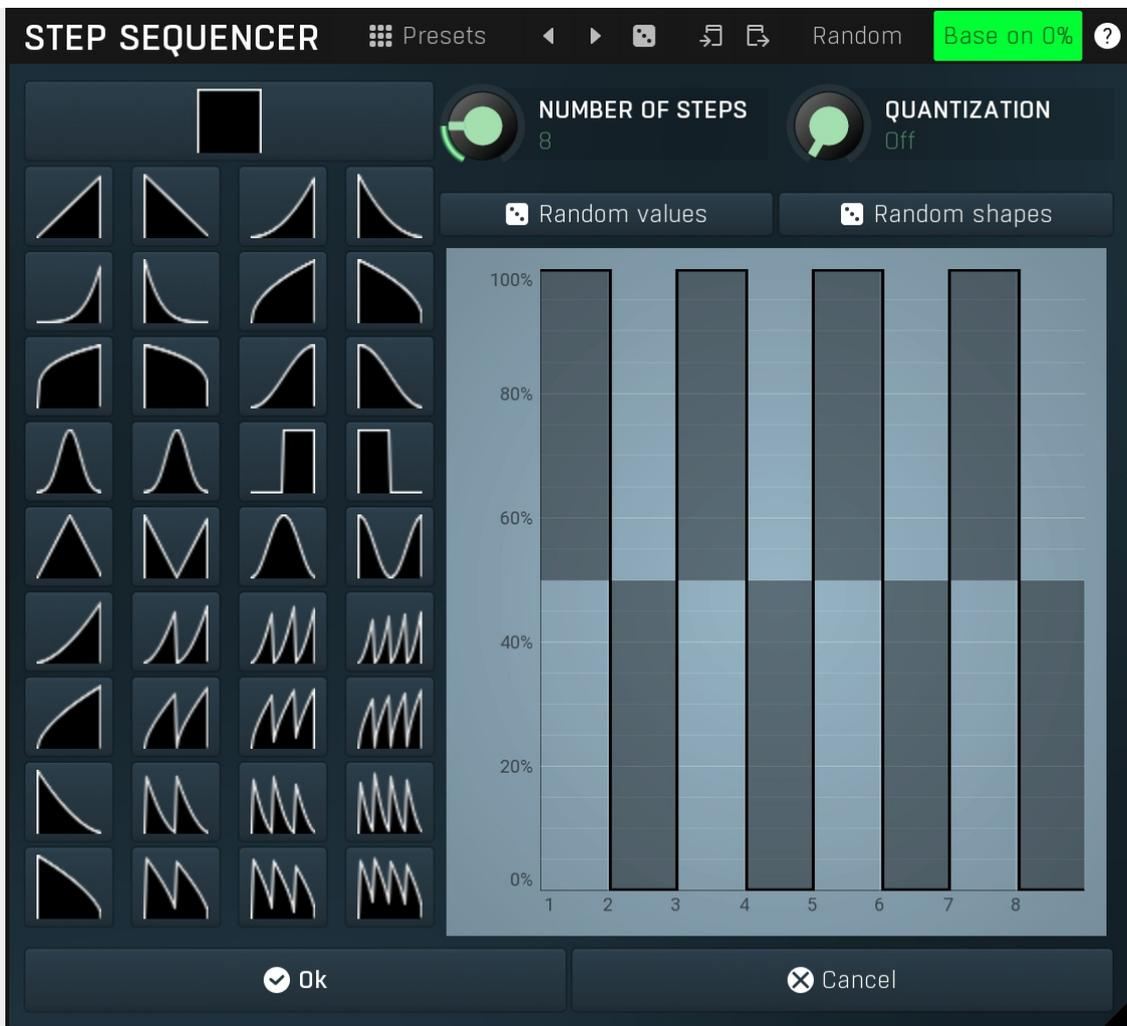 STEP SEQUENCER Presets Random Base on 0% ?
NUMBER OF STEPS
8
QUANTIZATION
Off
Random values
Random shapes
100%
80%
60%
40%
20%
0%
1 2 3 4 5 6 7 8
Ok
Cancel